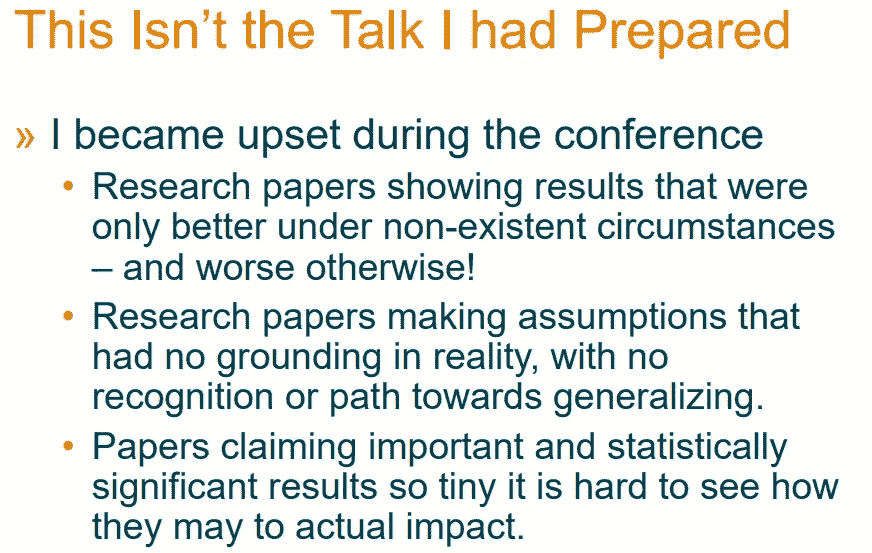 This Isn't the Talk I had Prepared
» I became upset during the conference
• Research papers showing results that were
only better under non-existent circumstances
– and worse otherwise!
• Research papers making assumptions that
had no grounding in reality, with no
recognition or path towards generalizing.
• Papers claiming important and statistically
significant results so tiny it is hard to see how
they may to actual impact.